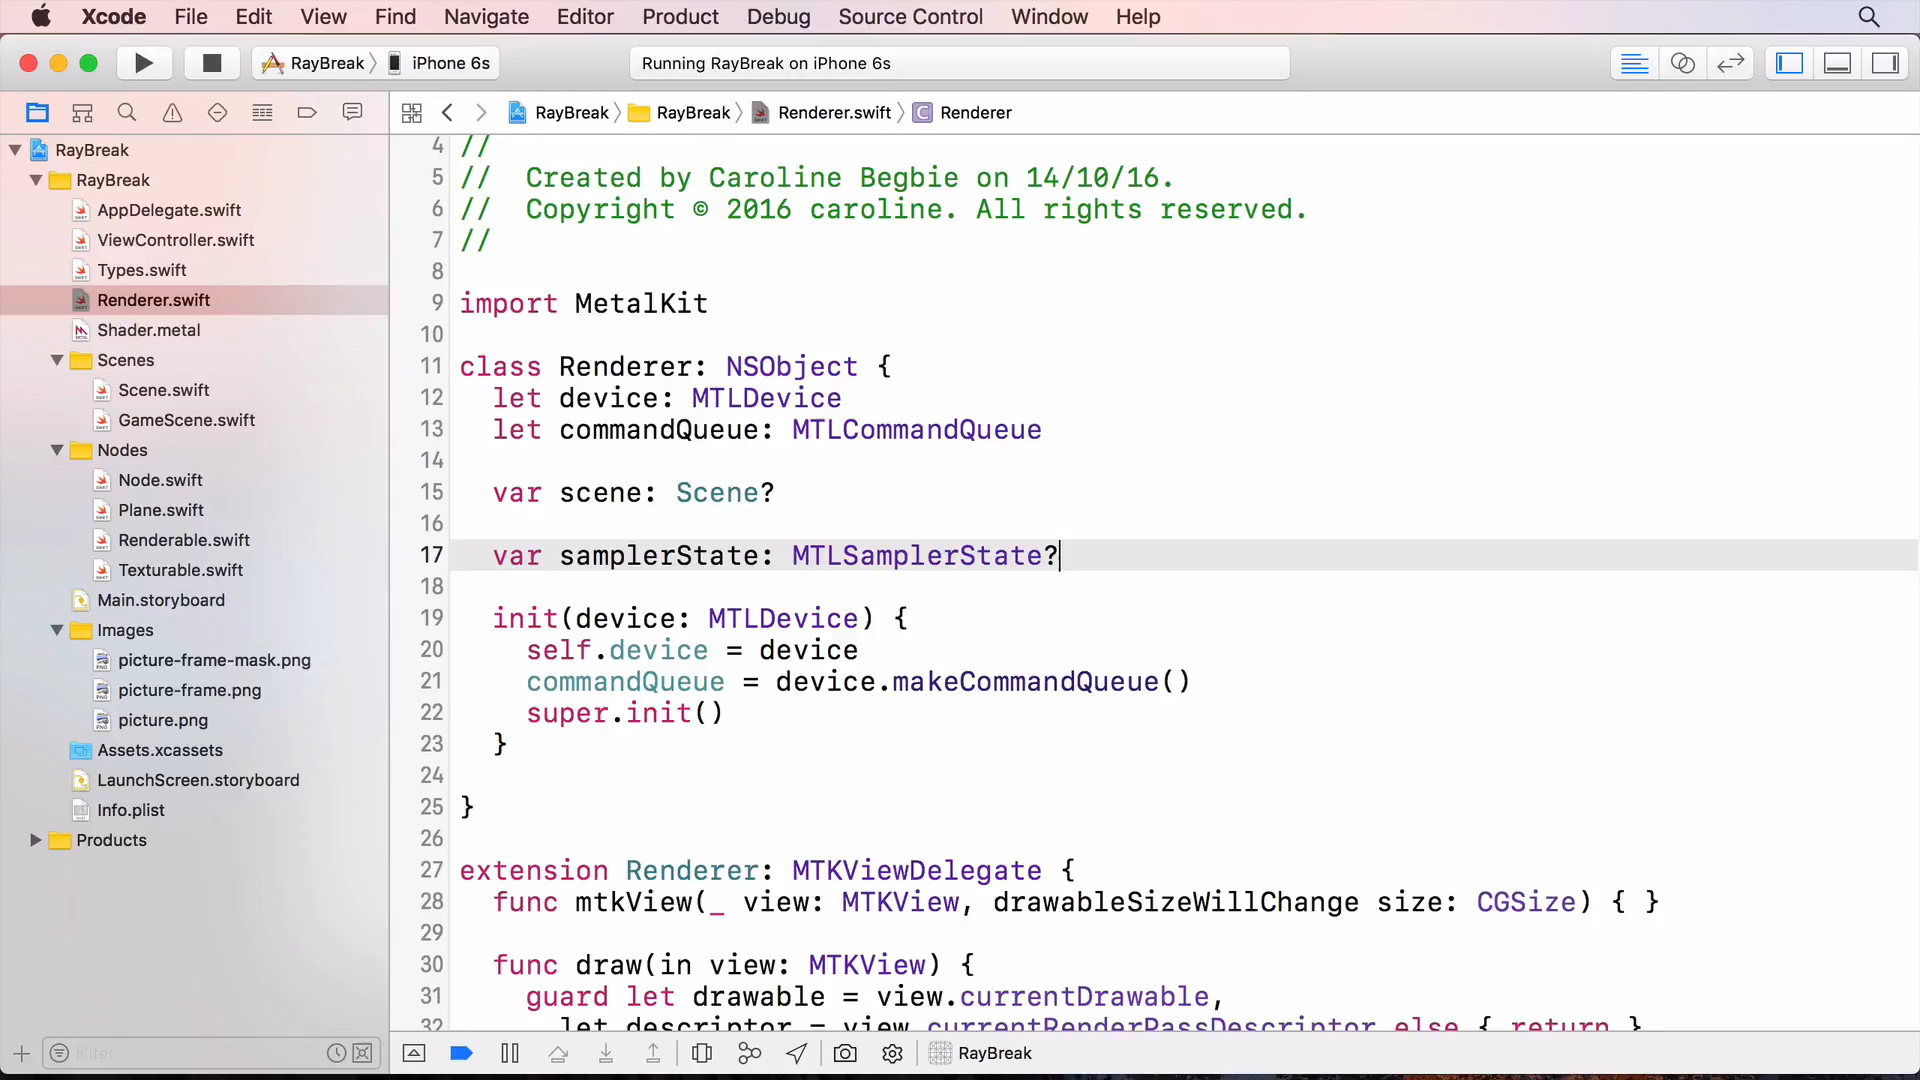 Xcode File Edit View Find Navigate Editor Product Debug Source Control Window Help
RayBreak iPhone 6s Running RayBreak on iPhone 6s
RayBreak RayBreak Renderer.swift C Renderer
RayBreak
RayBreak
AppDelegate.swift
ViewController.swift
Types.swift
Renderer.swift
Shader.metal
Scenes
Scene.swift
GameScene.swift
Nodes
Node.swift
Plane.swift
Renderable.swift
Texturable.swift
Main.storyboard
Images
picture-frame-mask.png
picture-frame.png
picture.png
Assets.xcassets
LaunchScreen.storyboard
Info.plist
Products
Filter
4 //
5 //  Created by Caroline Begbie on 14/10/16.
6 //  Copyright © 2016 caroline. All rights reserved.
7 //
8
9 import MetalKit
10
11 class Renderer: NSObject {
12   let device: MTLDevice
13   let commandQueue: MTLCommandQueue
14
15   var scene: Scene?
16
17   var samplerState: MTLSamplerState?
18
19   init(device: MTLDevice) {
20     self.device = device
21     commandQueue = device.makeCommandQueue()
22     super.init()
23   }
24
25 }
26
27 extension Renderer: MTKViewDelegate {
28   func mtkView(_ view: MTKView, drawableSizeWillChange size: CGSize) { }
29
30   func draw(in view: MTKView) {
31     guard let drawable = view.currentDrawable,
32       let descriptor = view.currentRenderPassDescriptor else { return }
RayBreak